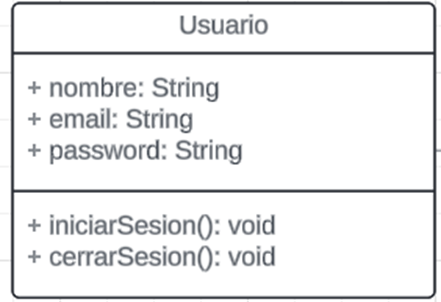 Usuario
+ nombre: String
+ email: String
+ password: String
+ iniciarSesion(): void
+ cerrarSesion(): void